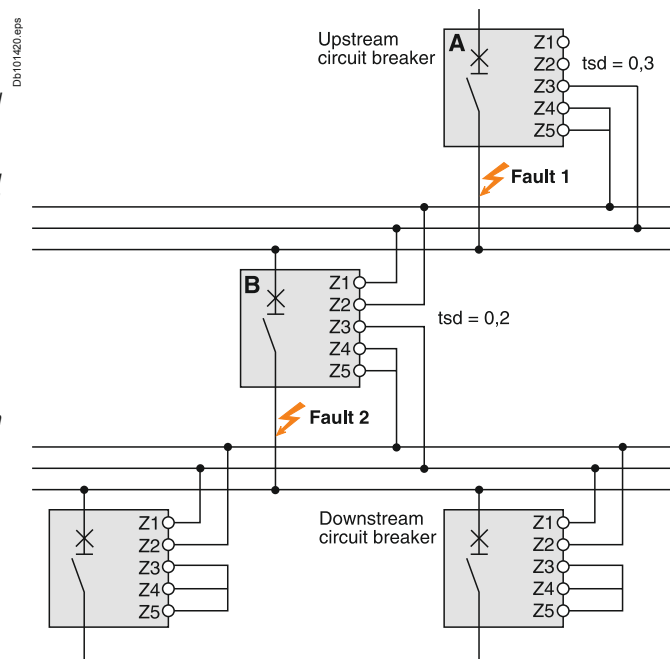 Db101420.eps
Upstream
circuit breaker
A
Z1
Z2
Z3
Z4
Z5
tsd = 0,3
Fault 1
B
Z1
Z2
Z3
Z4
Z5
tsd = 0,2
Fault 2
Z1
Z2
Z3
Z4
Z5
Downstream
circuit breaker
Z1
Z2
Z3
Z4
Z5